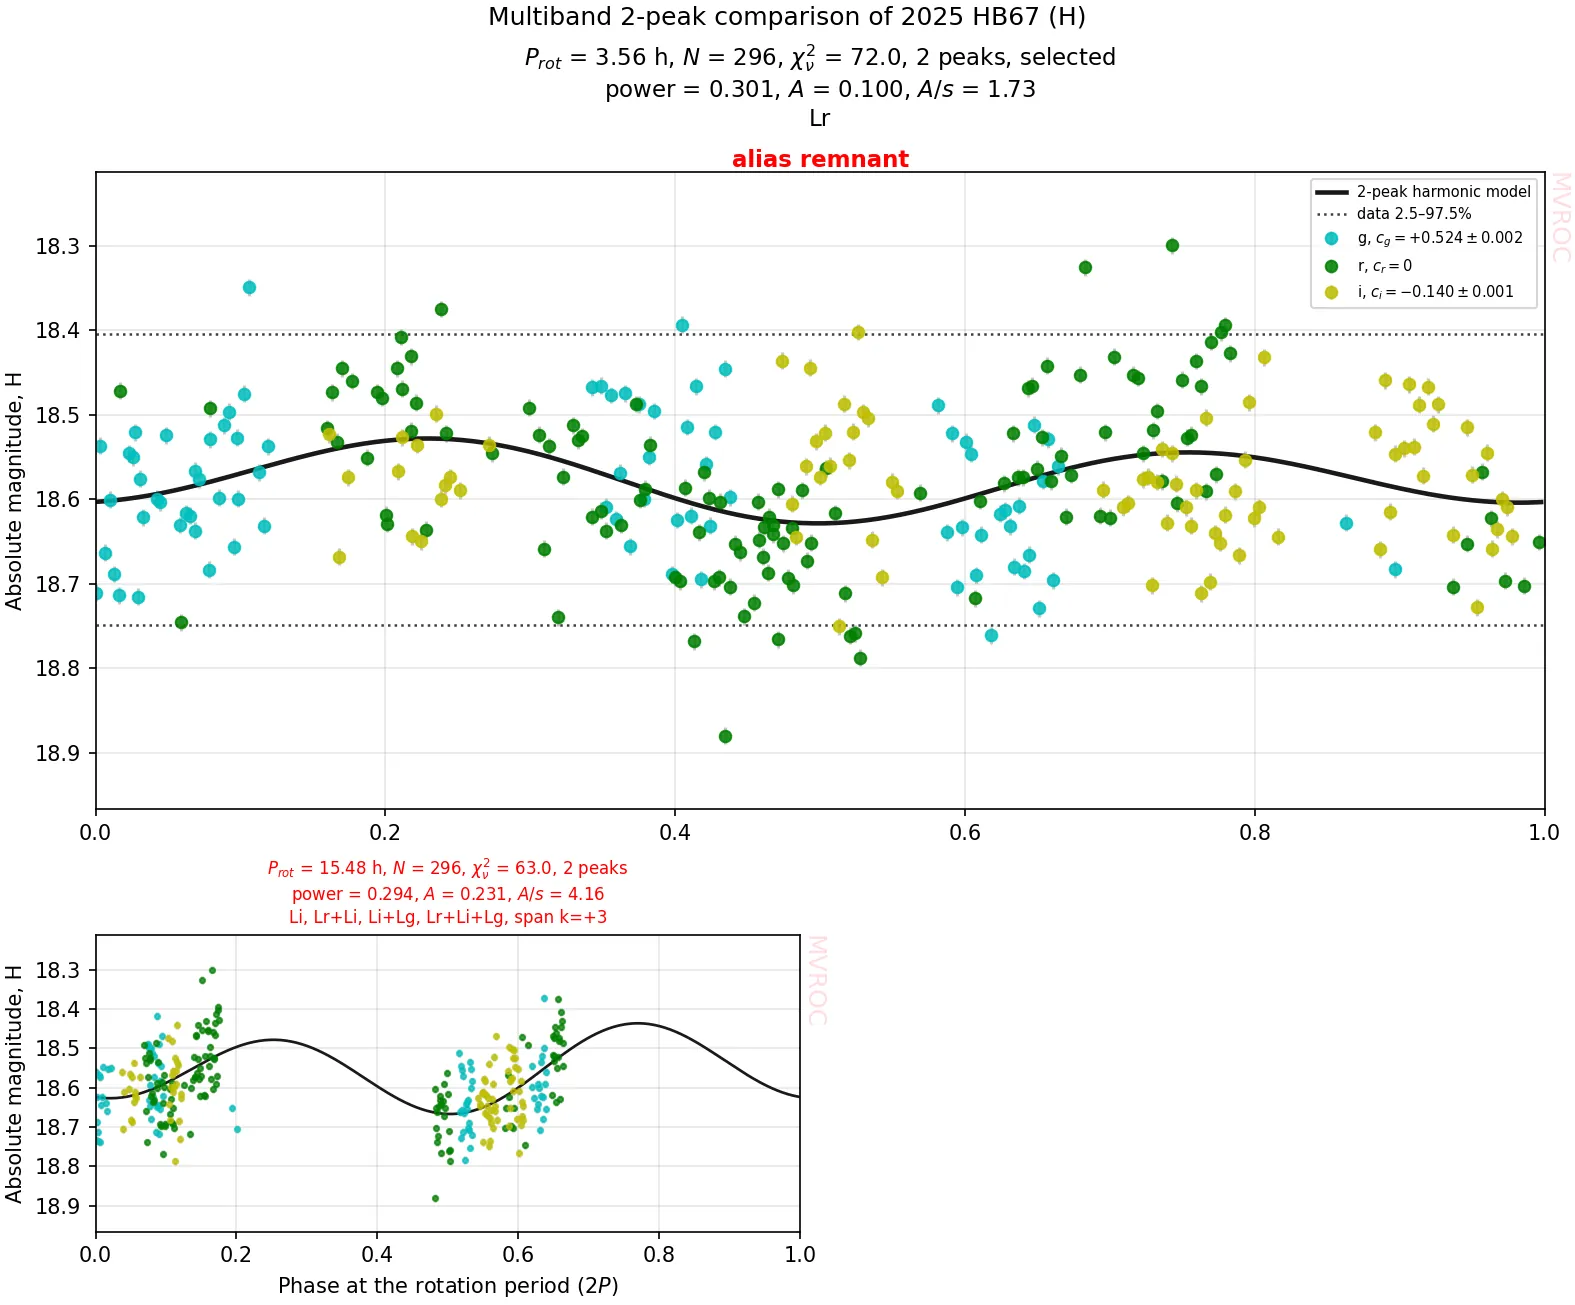 Multiband 2-peak comparison of 2025 HB67 (H)
P_rot = 3.56 h, N = 296, χ²_ν = 72.0, 2 peaks, selected
power = 0.301, A = 0.100, A/s = 1.73
Lr
alias remnant
2-peak harmonic model
data 2.5–97.5%
g, c_g = +0.524 ± 0.002
r, c_r = 0
i, c_i = −0.140 ± 0.001
MVROC
Absolute magnitude, H
18.3
18.4
18.5
18.6
18.7
18.8
18.9
0.0 0.2 0.4 0.6 0.8 1.0
P_rot = 15.48 h, N = 296, χ²_ν = 63.0, 2 peaks
power = 0.294, A = 0.231, A/s = 4.16
Li, Lr+Li, Li+Lg, Lr+Li+Lg, span k=+3
MVROC
Absolute magnitude, H
18.3
18.4
18.5
18.6
18.7
18.8
18.9
0.0 0.2 0.4 0.6 0.8 1.0
Phase at the rotation period (2P)